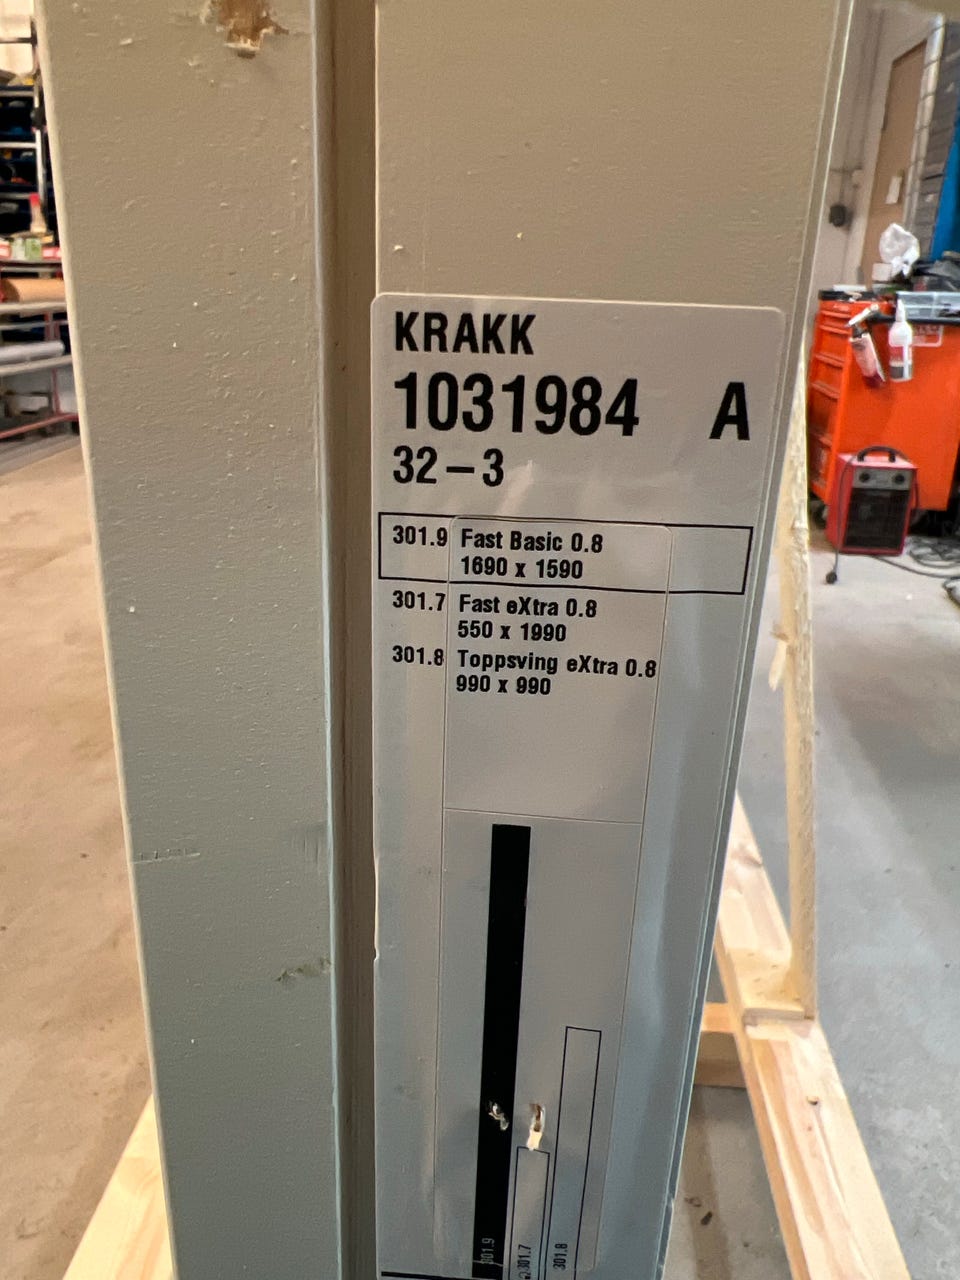 KRAKK
1031984 A
32-3
301.9 Fast Basic 0.8
1690 x 1590
301.7 Fast eXtra 0.8
550 x 1990
301.8 Toppsving eXtra 0.8
990 x 990
301.9
301.7
301.8